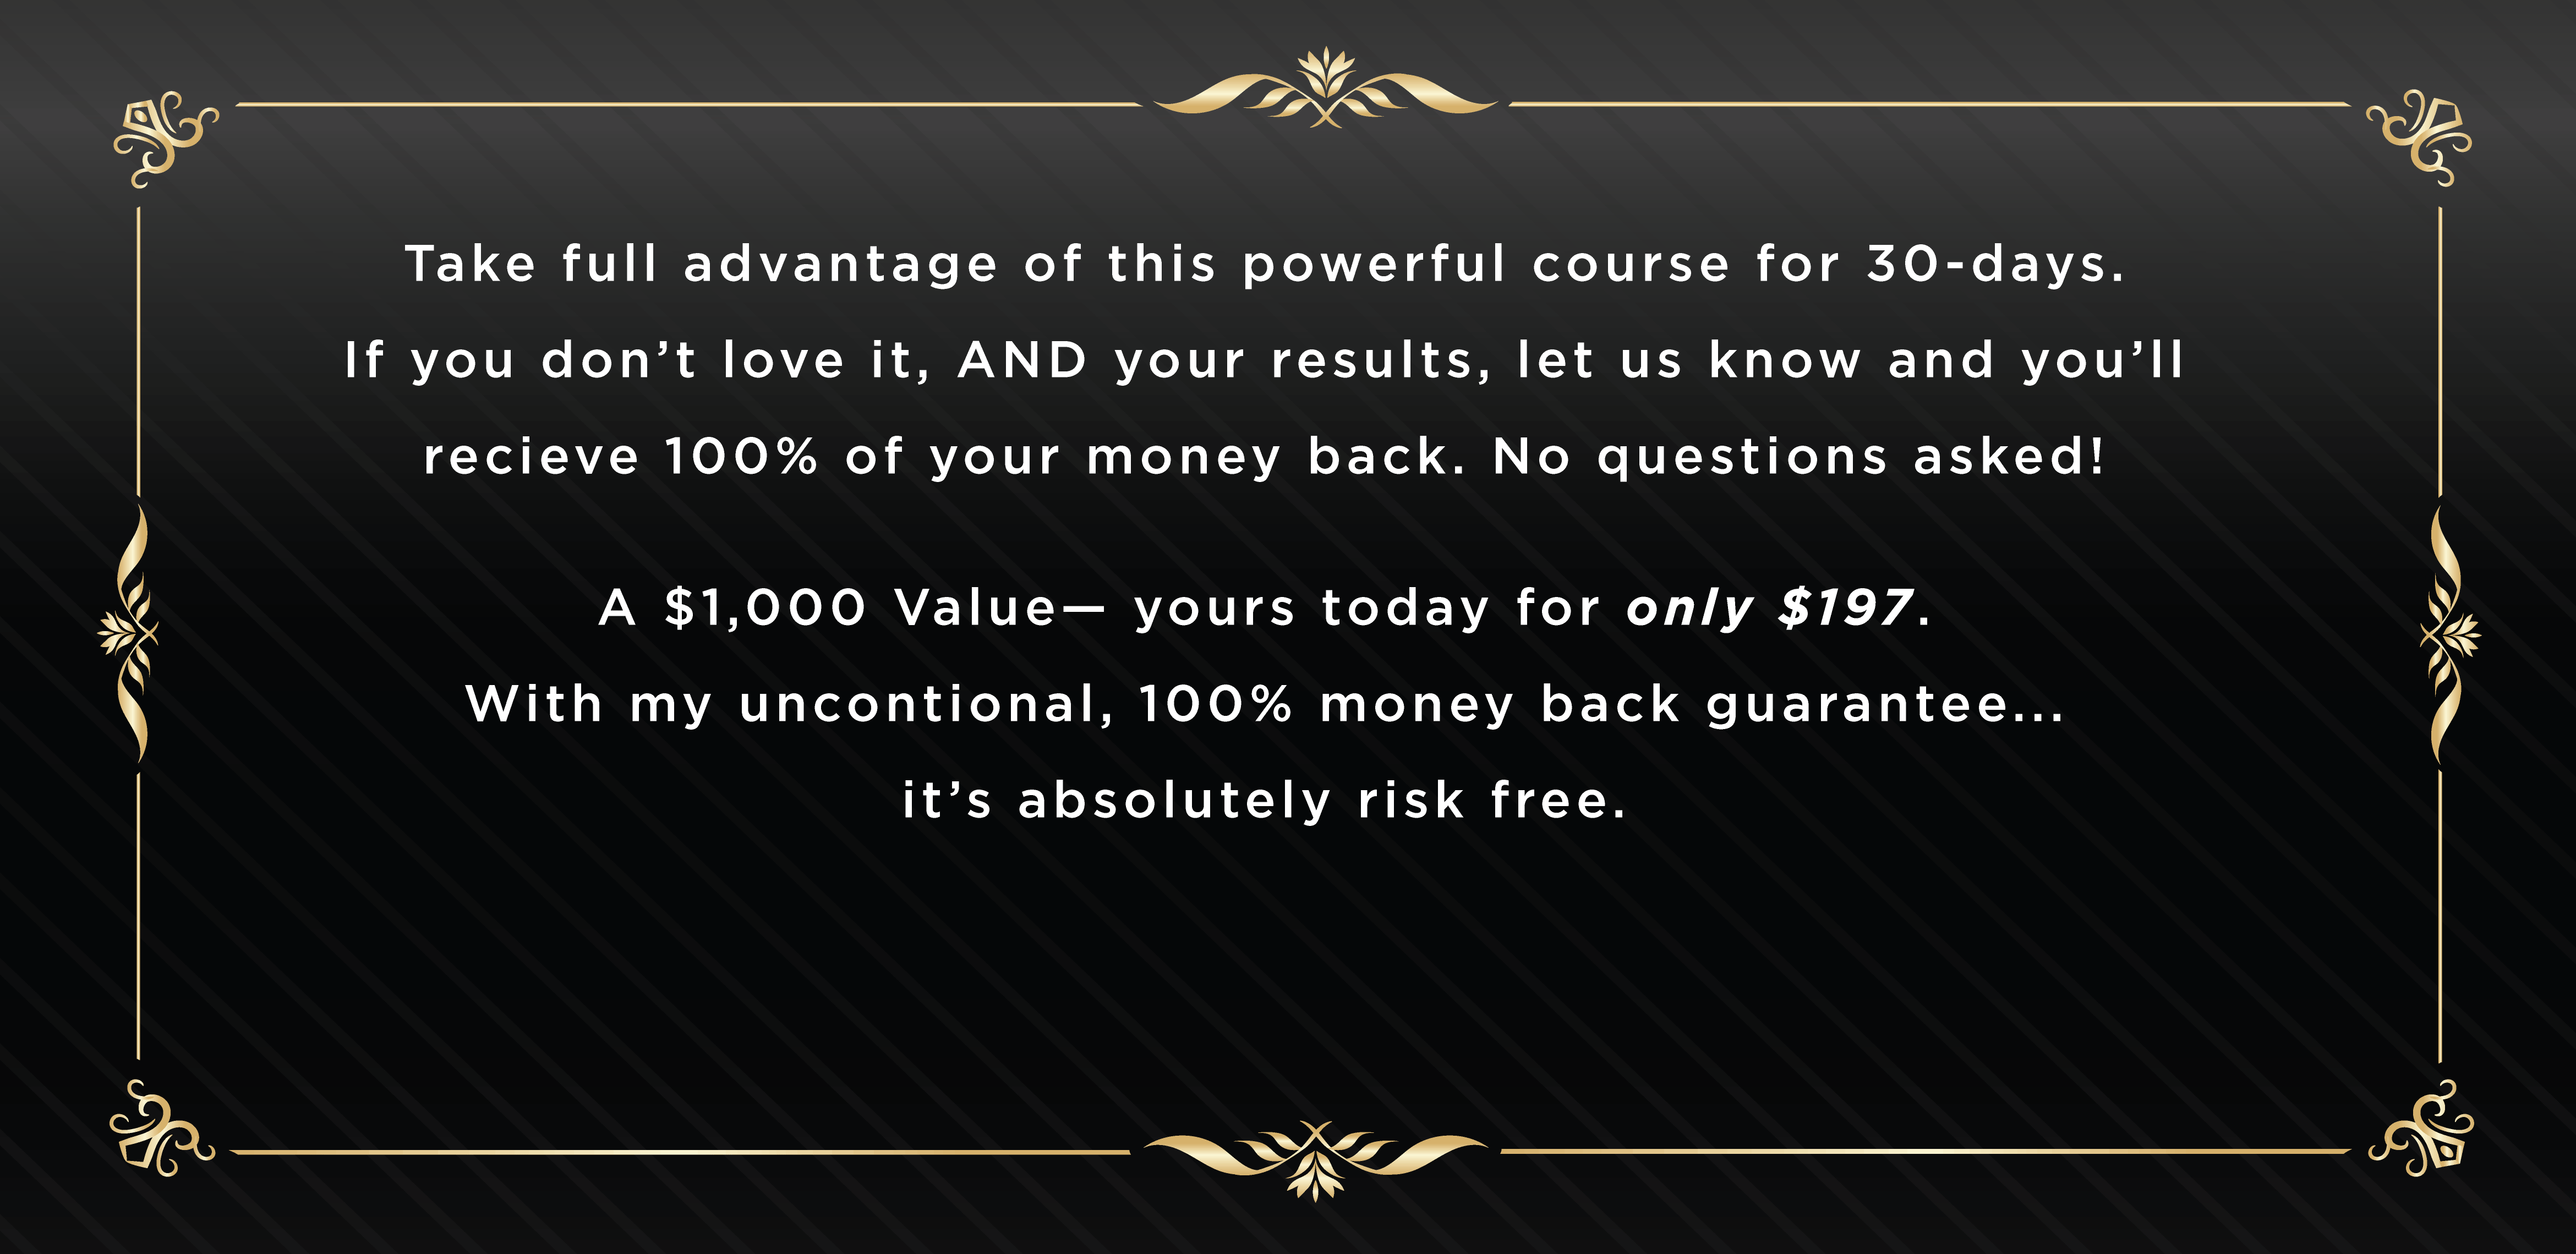 Take full advantage of this powerful course for 30-days.
If you don’t love it, AND your results, let us know and you’ll
recieve 100% of your money back. No questions asked!
A $1,000 Value— yours today for only $197.
With my uncontional, 100% money back guarantee...
it’s absolutely risk free.